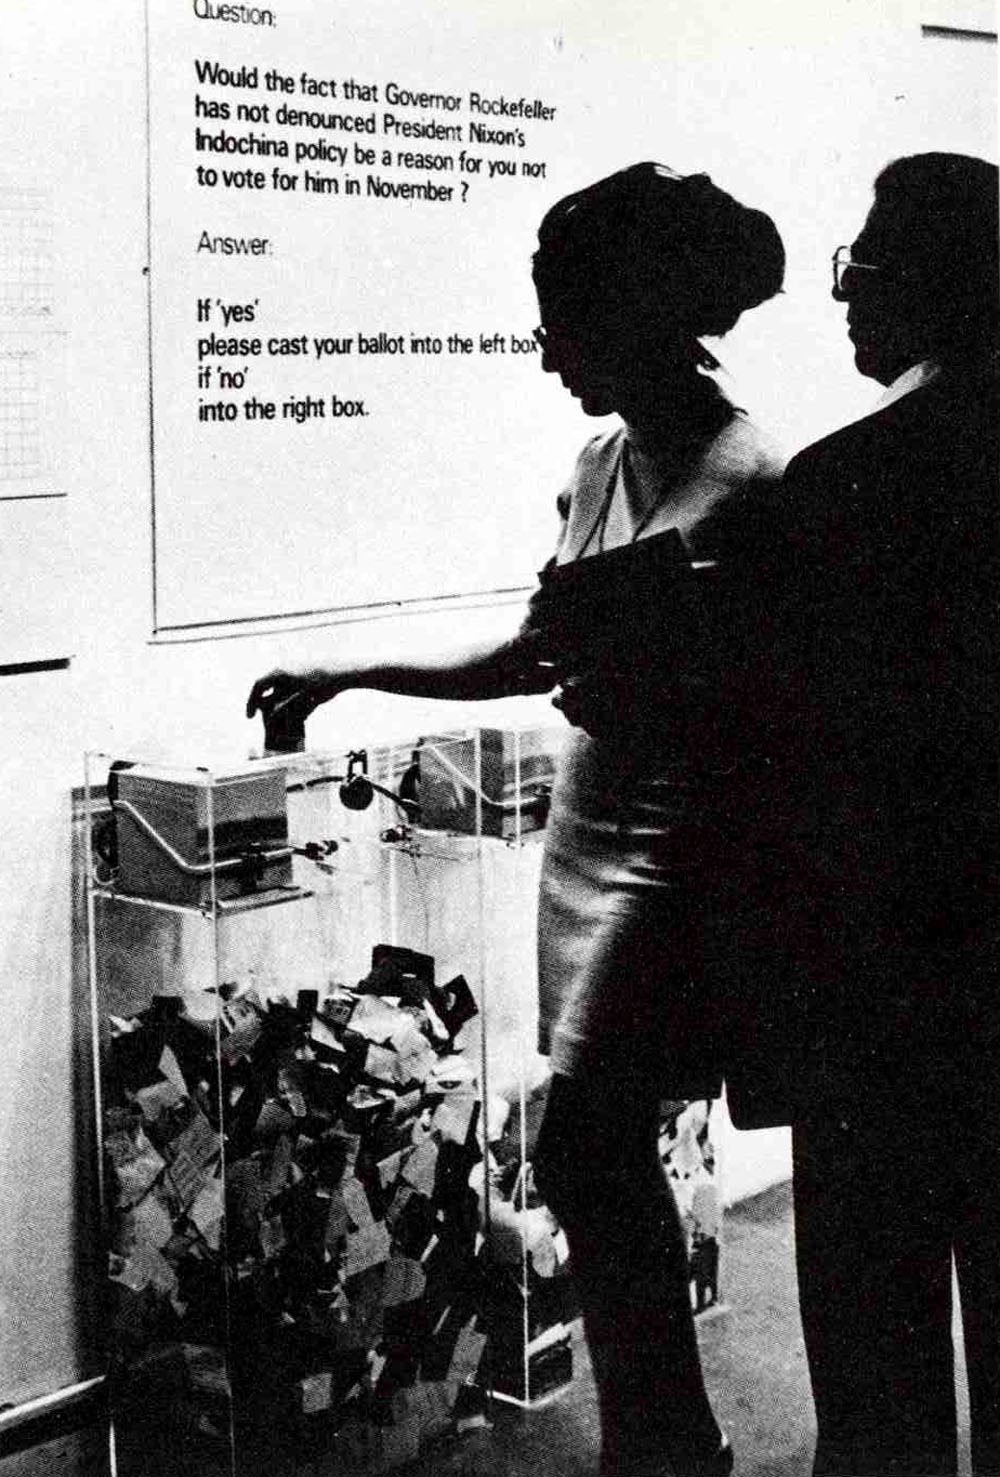 Question:
Would the fact that Governor Rockefeller
has not denounced President Nixon's
Indochina policy be a reason for you not
to vote for him in November ?
Answer:
If 'yes'
please cast your ballot into the left box
if 'no'
into the right box.